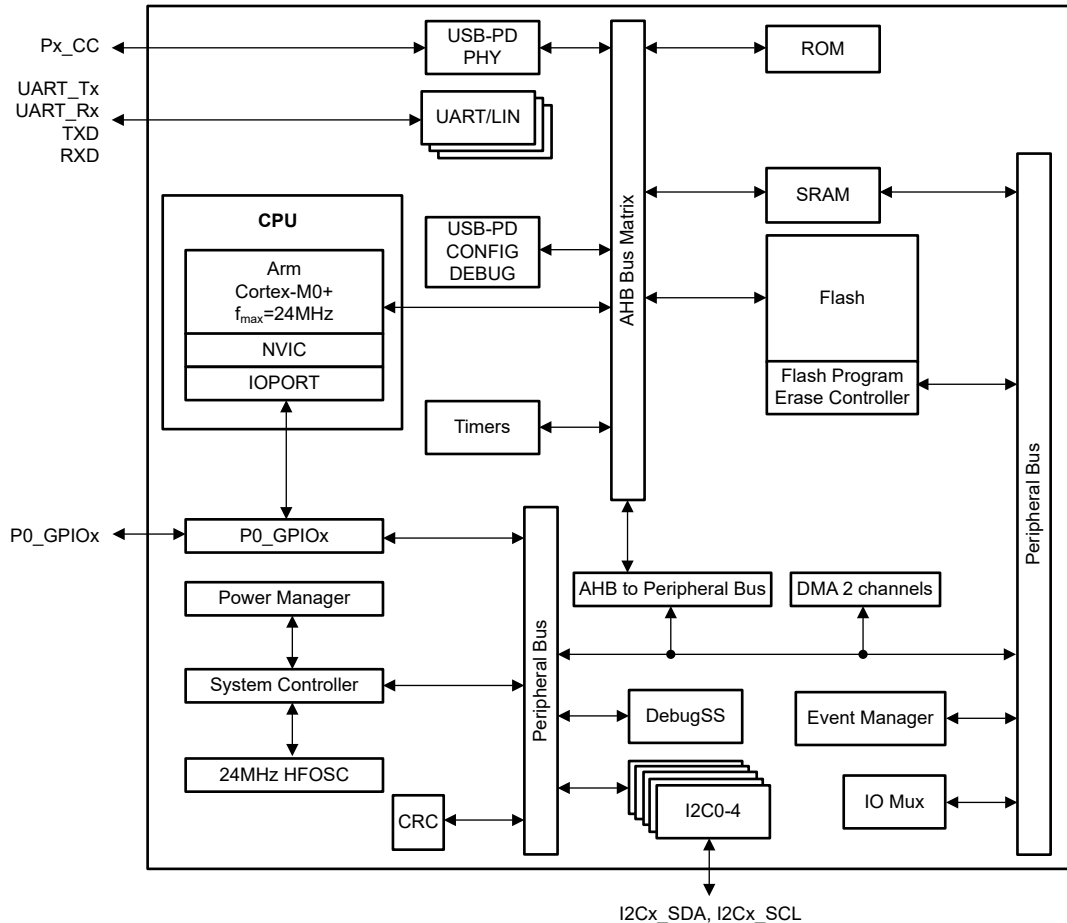 Px_CC
USB-PD
PHY
ROM
UART_Tx
UART_Rx
TXD
RXD
UART/LIN
AHB Bus Matrix
SRAM
CPU
Arm
Cortex-M0+
fmax=24MHz
NVIC
IOPORT
USB-PD
CONFIG
DEBUG
Flash
Flash Program
Erase Controller
Timers
Peripheral Bus
P0_GPIOx
P0_GPIOx
Peripheral Bus
AHB to Peripheral Bus
DMA 2 channels
Power Manager
System Controller
24MHz HFOSC
DebugSS
Event Manager
CRC
I2C0-4
IO Mux
I2Cx_SDA, I2Cx_SCL